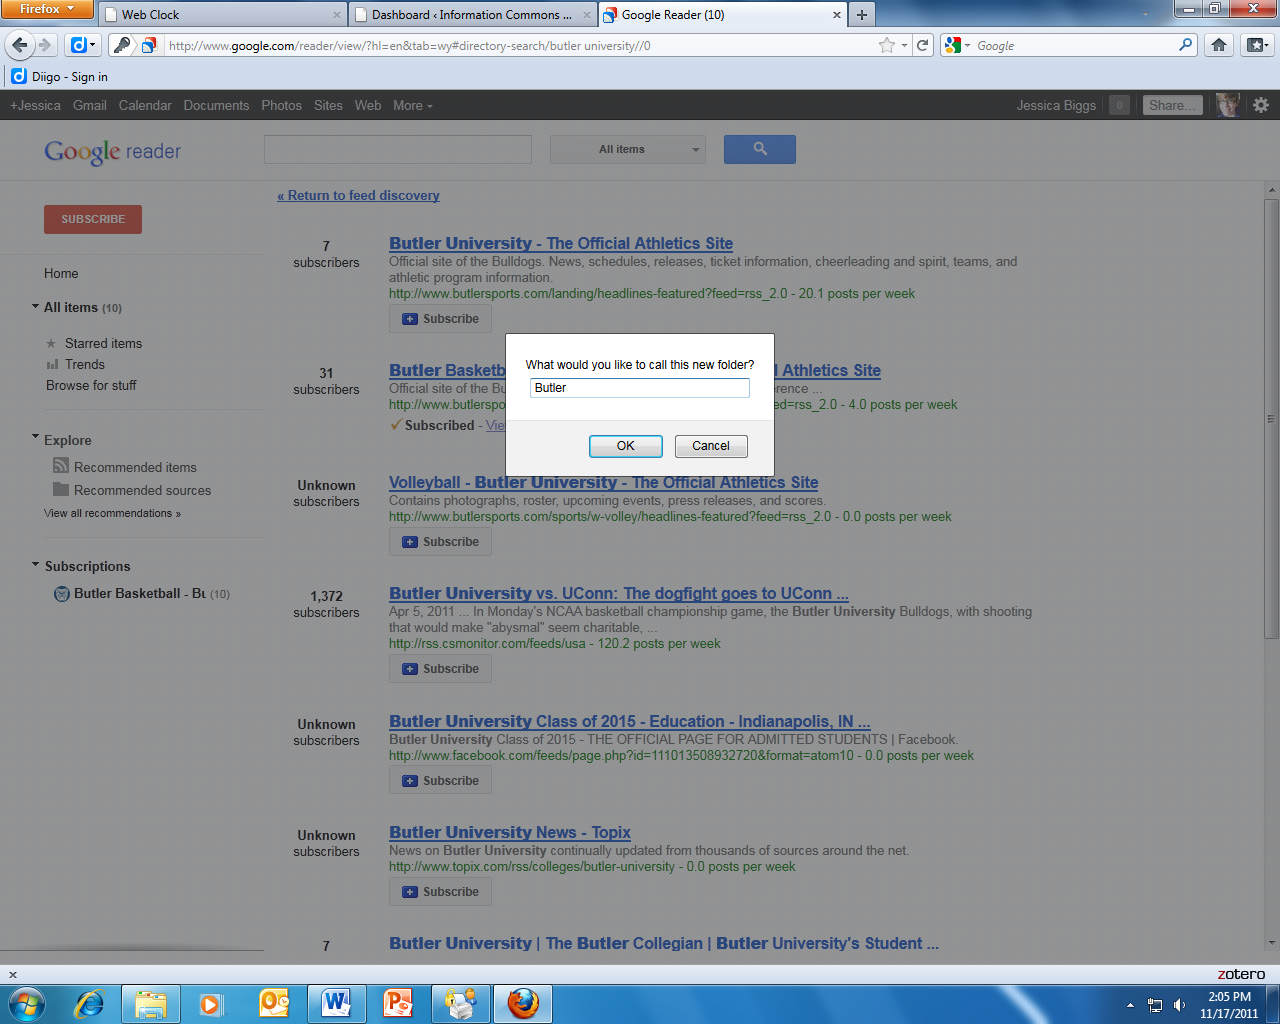 Firefox
Web Clock
Dashboard ‹ Information Commons ...
Google Reader (10)
http://www.google.com/reader/view/?hl=en&tab=wy#directory-search/butler university//0
Google
Diigo - Sign in
+Jessica Gmail Calendar Documents Photos Sites Web More
Jessica Biggs 0 Share...
Google reader
All items
« Return to feed discovery
SUBSCRIBE
Home
All items (10)
Starred items
Trends
Browse for stuff
Explore
Recommended items
Recommended sources
View all recommendations »
Subscriptions
Butler Basketball - Bu (10)
7
subscribers
Butler University - The Official Athletics Site
Official site of the Bulldogs. News, schedules, releases, ticket information, cheerleading and spirit, teams, and
athletic program information.
http://www.butlersports.com/landing/headlines-featured?feed=rss_2.0 - 20.1 posts per week
Subscribe
31
subscribers
Butler Basketb l Athletics Site
Official site of the Bu erence ...
http://www.butlerspo ed=rss_2.0 - 4.0 posts per week
Subscribed - Vie
What would you like to call this new folder?
Butler
OK
Cancel
Unknown
subscribers
Volleyball - Butler University - The Official Athletics Site
Contains photographs, roster, upcoming events, press releases, and scores.
http://www.butlersports.com/sports/w-volley/headlines-featured?feed=rss_2.0 - 0.0 posts per week
Subscribe
1,372
subscribers
Butler University vs. UConn: The dogfight goes to UConn ...
Apr 5, 2011 ... In Monday's NCAA basketball championship game, the Butler University Bulldogs, with shooting
that would make "abysmal" seem charitable, ...
http://rss.csmonitor.com/feeds/usa - 120.2 posts per week
Subscribe
Unknown
subscribers
Butler University Class of 2015 - Education - Indianapolis, IN ...
Butler University Class of 2015 - THE OFFICIAL PAGE FOR ADMITTED STUDENTS | Facebook.
http://www.facebook.com/feeds/page.php?id=111013508932720&format=atom10 - 0.0 posts per week
Subscribe
Unknown
subscribers
Butler University News - Topix
News on Butler University continually updated from thousands of sources around the net.
http://www.topix.com/rss/colleges/butler-university - 0.0 posts per week
Subscribe
7
Butler University | The Butler Collegian | Butler University's Student ...
x
zotero
2:05 PM
11/17/2011